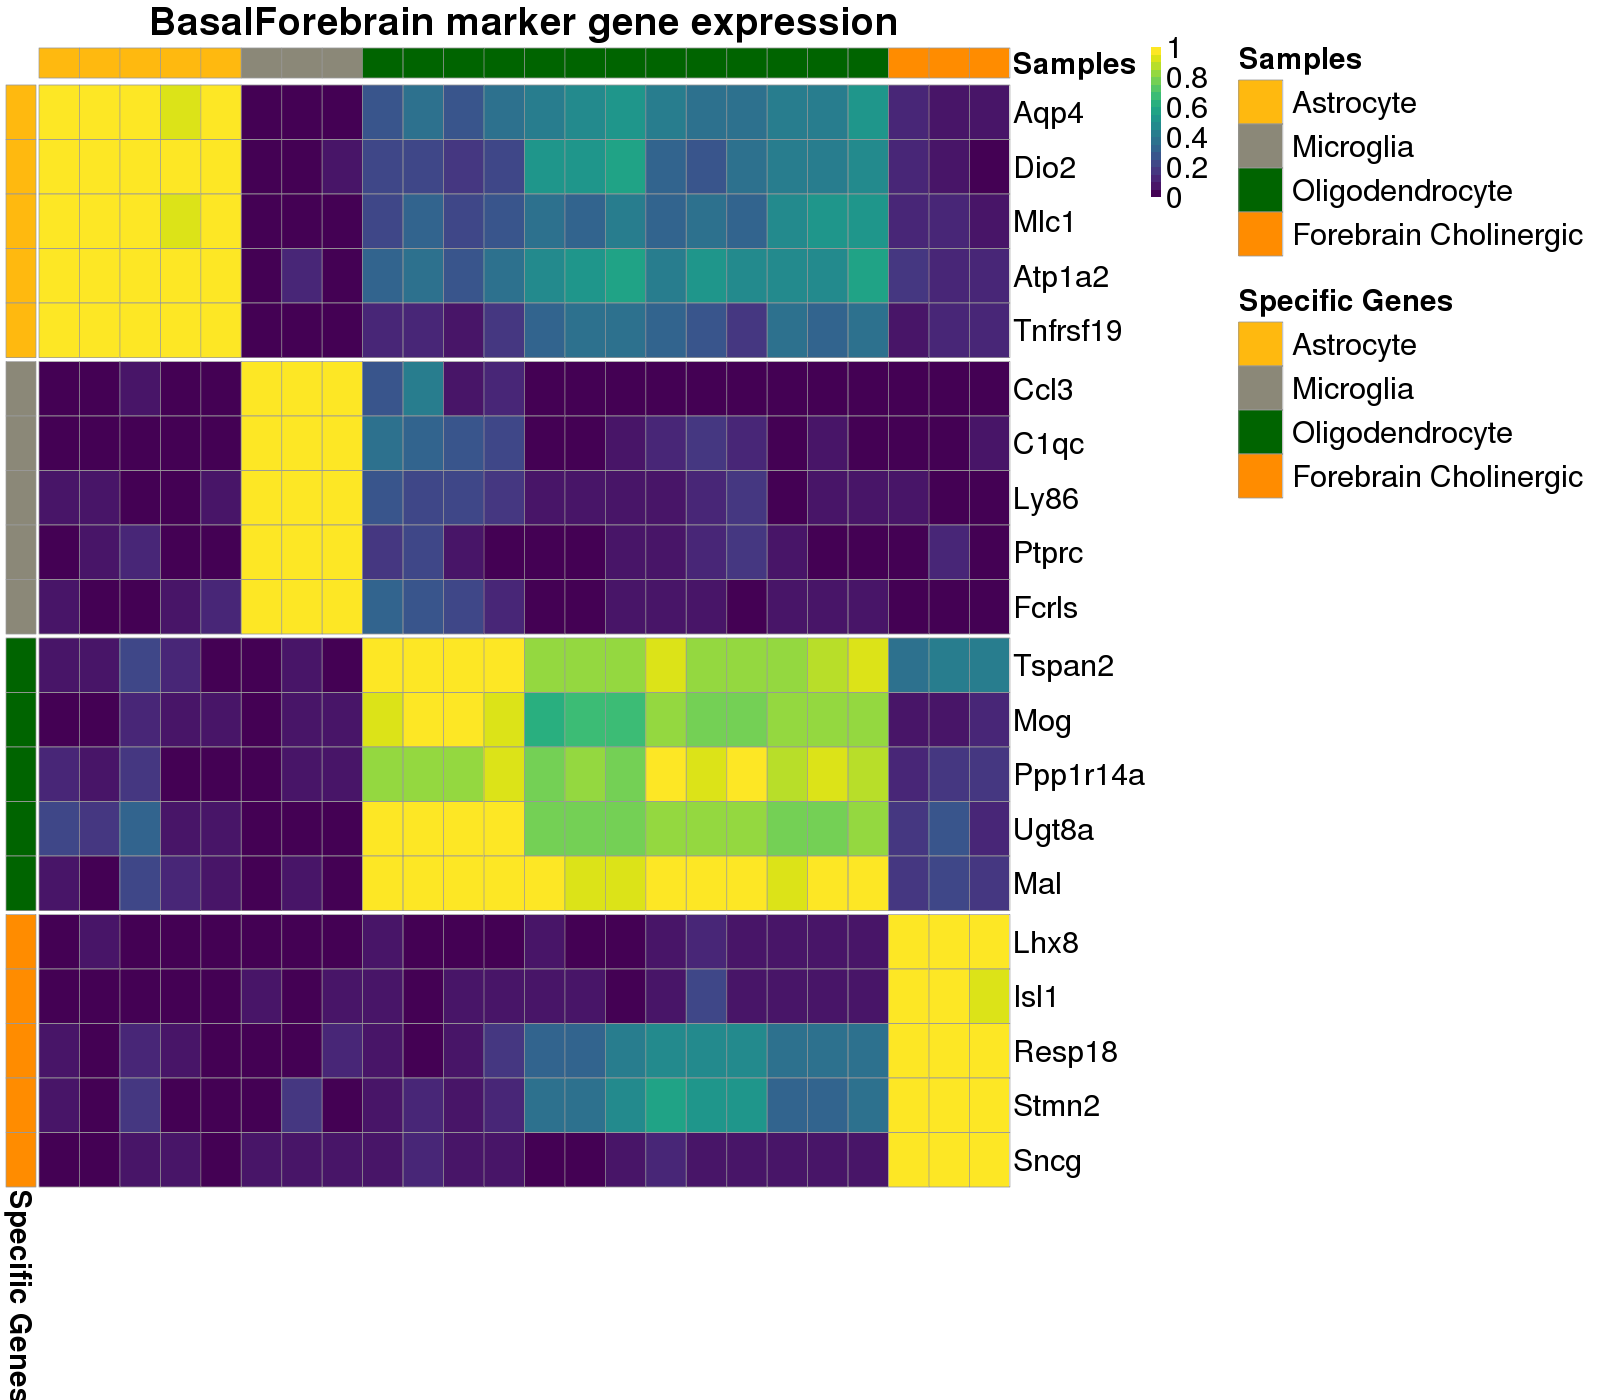 BasalForebrain marker gene expression
Samples
1
0.8
0.6
0.4
0.2
0
Samples
Astrocyte
Microglia
Oligodendrocyte
Forebrain Cholinergic
Specific Genes
Astrocyte
Microglia
Oligodendrocyte
Forebrain Cholinergic
Aqp4
Dio2
Mlc1
Atp1a2
Tnfrsf19
Ccl3
C1qc
Ly86
Ptprc
Fcrls
Tspan2
Mog
Ppp1r14a
Ugt8a
Mal
Lhx8
Isl1
Resp18
Stmn2
Sncg
Specific Genes